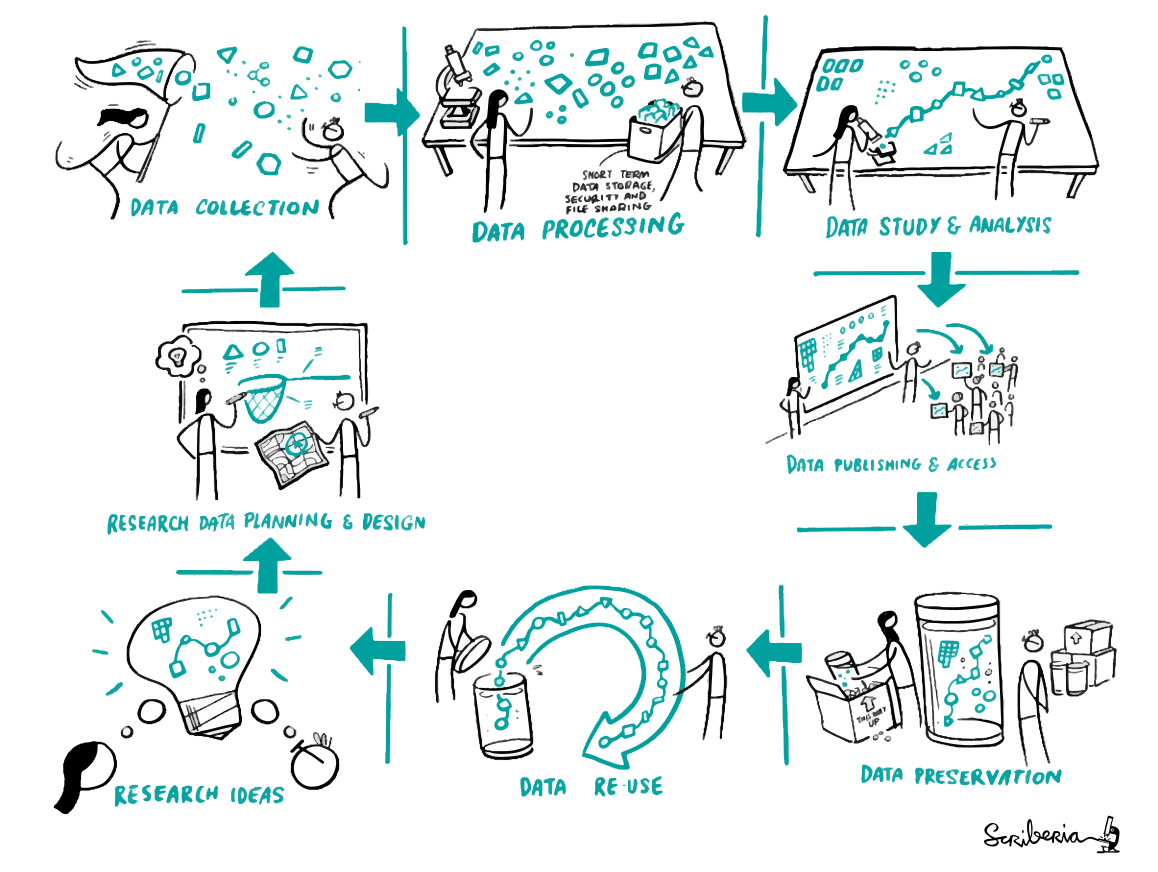 DATA COLLECTION
SHORT TERM
DATA STORAGE,
SECURITY AND
FILE SHARING
DATA PROCESSING
DATA STUDY & ANALYSIS
DATA PUBLISHING & ACCESS
RESEARCH DATA PLANNING & DESIGN
THIS WAY
UP
RESEARCH IDEAS
DATA RE-USE
DATA PRESERVATION
Scriberia